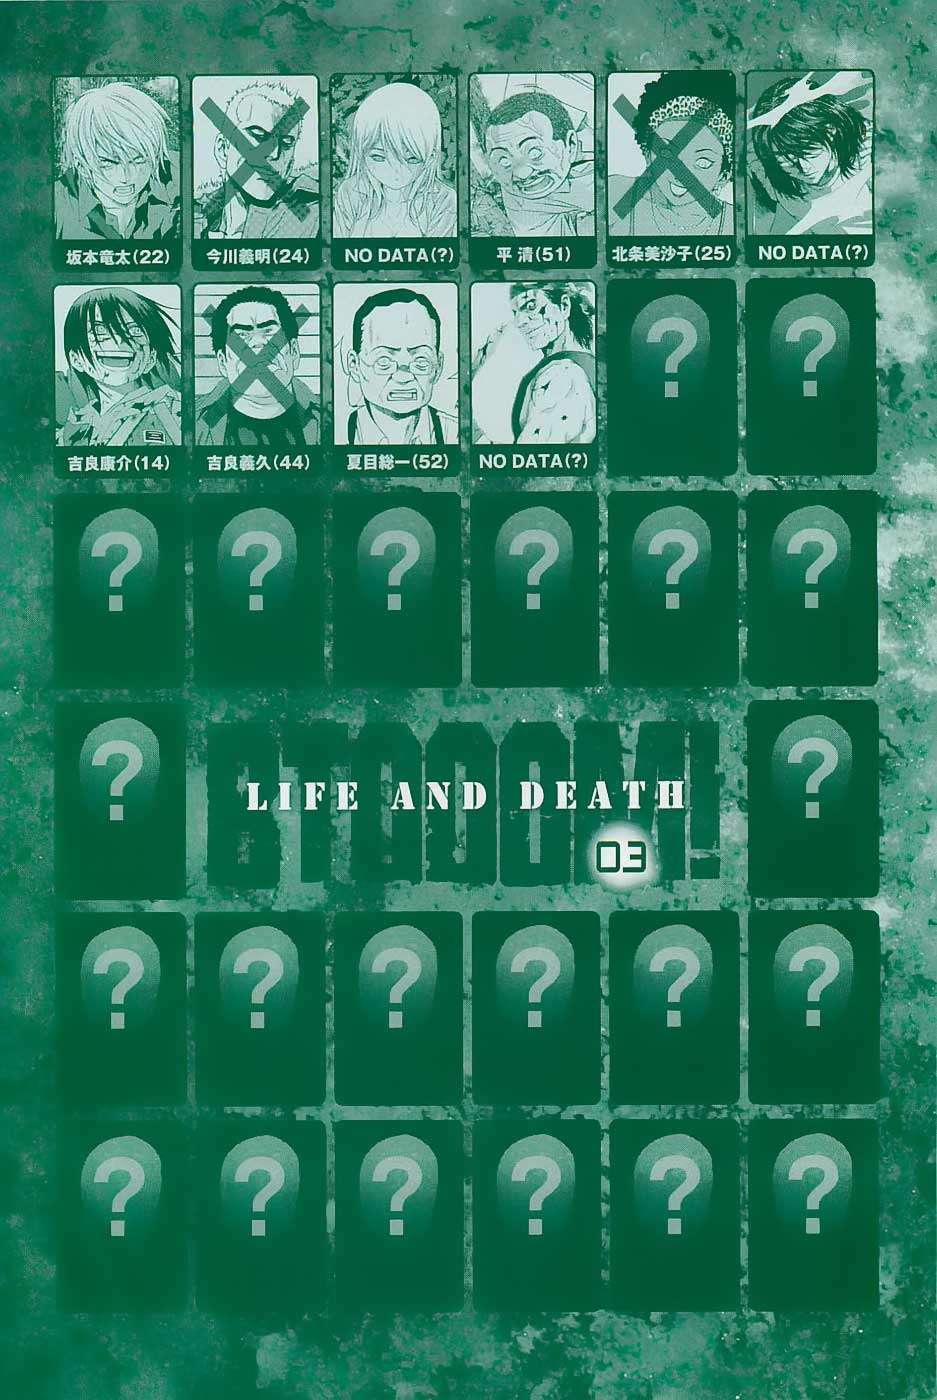 坂本竜太(22) 今川義明(24) NO DATA(?) 平 清(51) 北条美沙子(25) NO DATA(?)
吉良康介(14) 吉良義久(44) 夏目総一(52) NO DATA(?) ? ?
? ? ? ? ? ?
? ?
BTOOOM!
LIFE AND DEATH
03
? ? ? ? ? ?
? ? ? ? ? ?